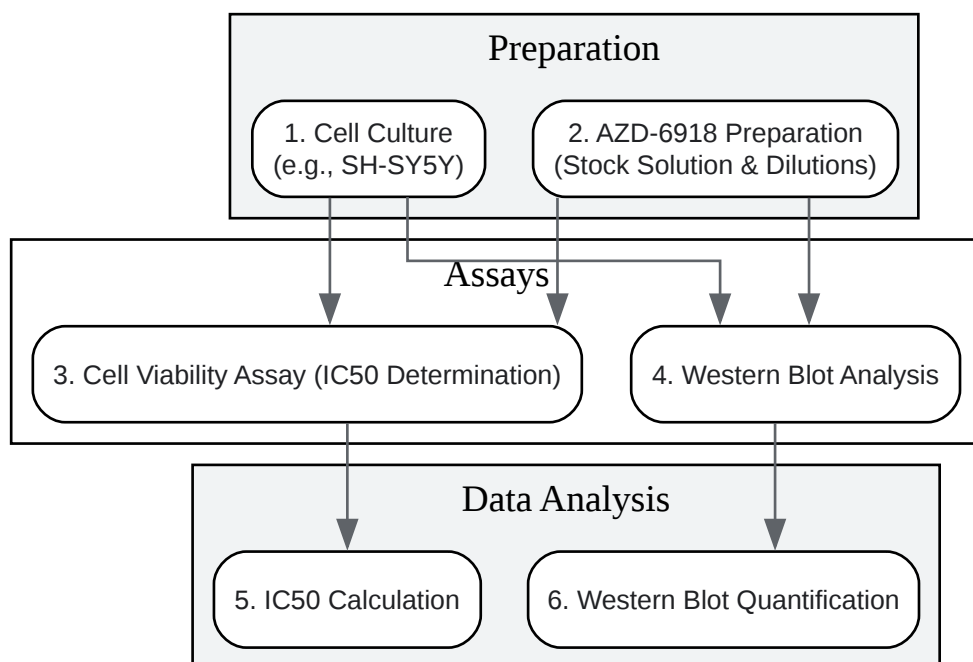 Preparation
1. Cell Culture
(e.g., SH-SY5Y)
2. AZD-6918 Preparation
(Stock Solution & Dilutions)
Assays
3. Cell Viability Assay (IC50 Determination)
4. Western Blot Analysis
Data Analysis
5. IC50 Calculation
6. Western Blot Quantification